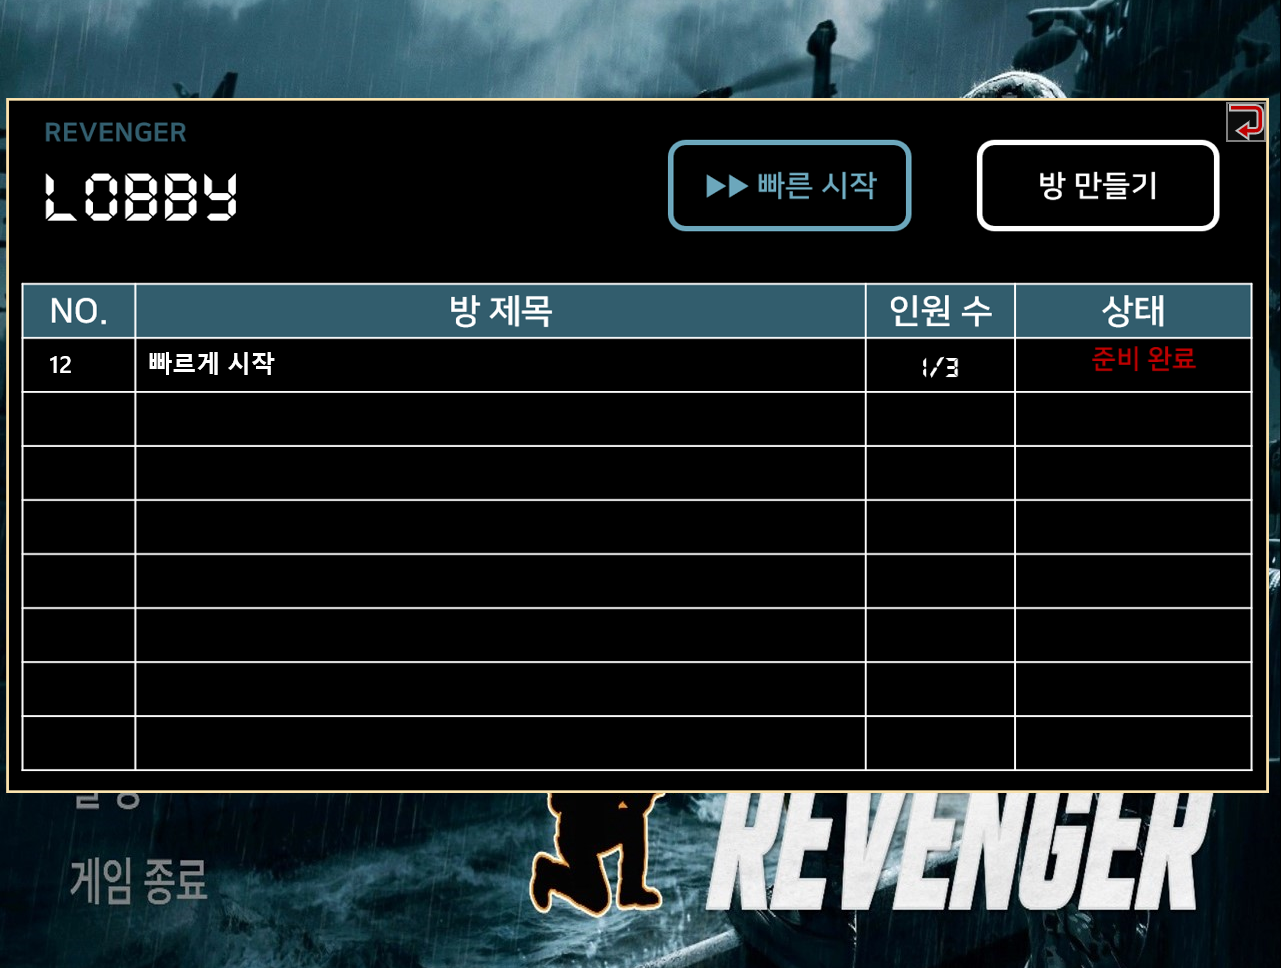 REVENGER
LOBBY
▶▶ 빠른 시작
방 만들기
NO. 방 제목 인원 수 상태
12 빠르게 시작 1/3 준비 완료
게임 종료
REVENGER